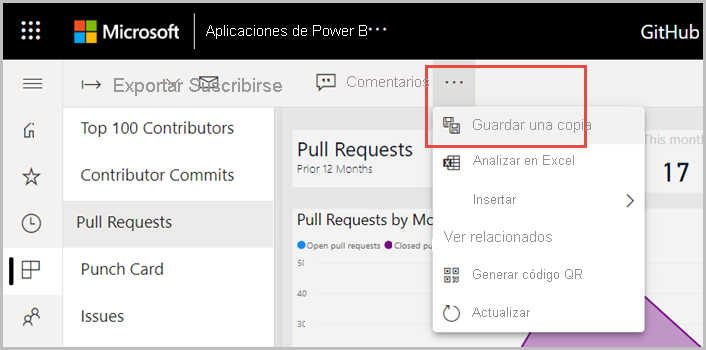 Microsoft
Aplicaciones de Power B
GitHub
Exportar Suscribirse
Comentarios
Top 100 Contributors
Contributor Commits
Pull Requests
Punch Card
Issues
Pull Requests
Prior 12 Months
Pull Requests by Mo
Open pull requests
Closed p
50
40
30
Guardar una copia
Analizar en Excel
Insertar
Ver relacionados
Generar código QR
Actualizar
This month
17